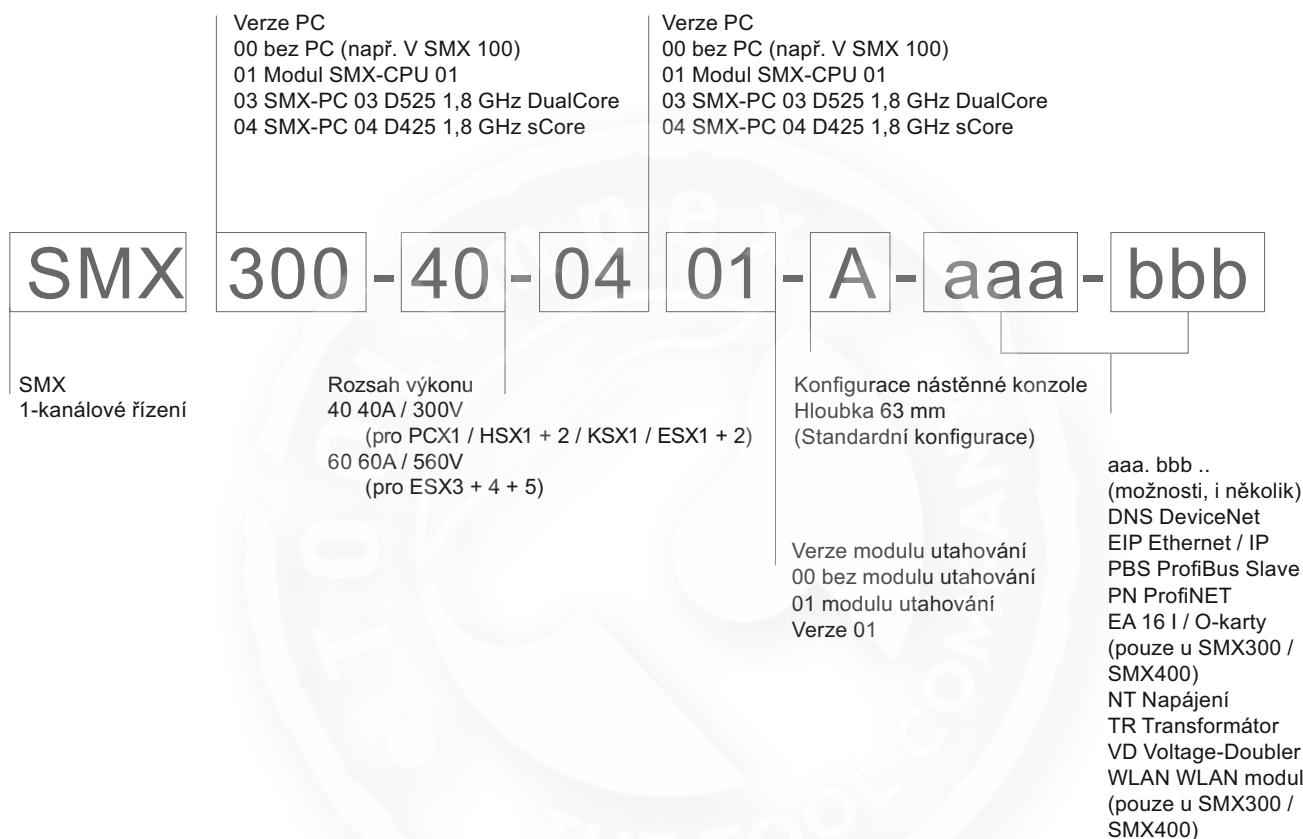 Verze PC
00 bez PC (např. V SMX 100)
01 Modul SMX-CPU 01
03 SMX-PC 03 D525 1,8 GHz DualCore
04 SMX-PC 04 D425 1,8 GHz sCore
Verze PC
00 bez PC (např. V SMX 100)
01 Modul SMX-CPU 01
03 SMX-PC 03 D525 1,8 GHz DualCore
04 SMX-PC 04 D425 1,8 GHz sCore
SMX 300-40-04 01-A-aaa-bbb
SMX
1-kanálové řízení
Rozsah výkonu
40 40A / 300V
(pro PCX1 / HSX1 + 2 / KSX1 / ESX1 + 2)
60 60A / 560V
(pro ESX3 + 4 + 5)
Konfigurace nástěnné konzole
Hloubka 63 mm
(Standardní konfigurace)
Verze modulu utahování
00 bez modulu utahování
01 modulu utahování
Verze 01
aaa. bbb ..
(možnosti, i několik)
DNS DeviceNet
EIP Ethernet / IP
PBS ProfiBus Slave
PN ProfiNET
EA 16 I / O-karty
(pouze u SMX300 /
SMX400)
NT Napájení
TR Transformátor
VD Voltage-Doubler
WLAN WLAN modul
(pouze u SMX300 /
SMX400)
TOOLimpex
THE TOOL COMPANY